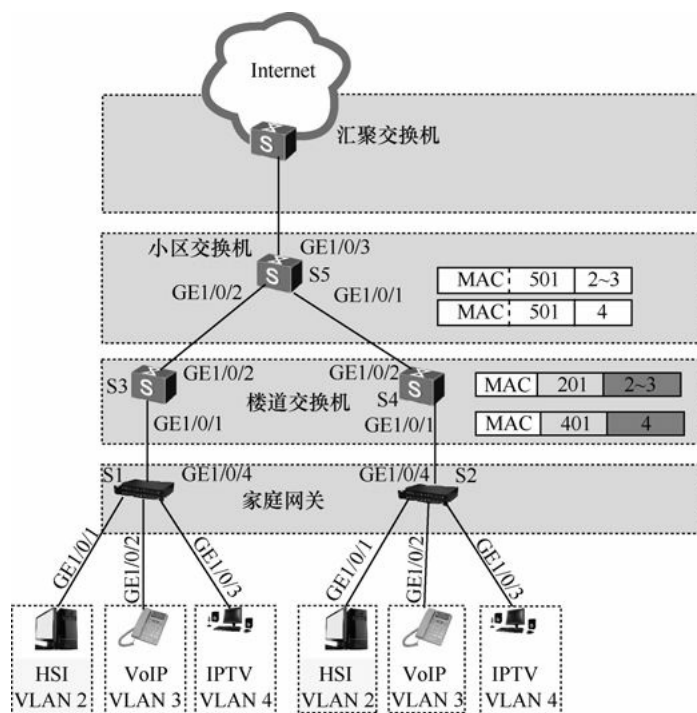 Internet
汇聚交换机
S
小区交换机
GE1/0/3
S
S5
GE1/0/2
GE1/0/1
MAC 501 2~3
MAC 501 4
GE1/0/2
GE1/0/2
S3
S
S
S4
楼道交换机
MAC 201 2~3
GE1/0/1
GE1/0/1
MAC 401 4
S1
GE1/0/4
GE1/0/4
S2
家庭网关
GE1/0/1
GE1/0/2
GE1/0/3
GE1/0/1
GE1/0/2
GE1/0/3
HSI
VLAN 2
VoIP
VLAN 3
IPTV
VLAN 4
HSI
VLAN 2
VoIP
VLAN 3
IPTV
VLAN 4